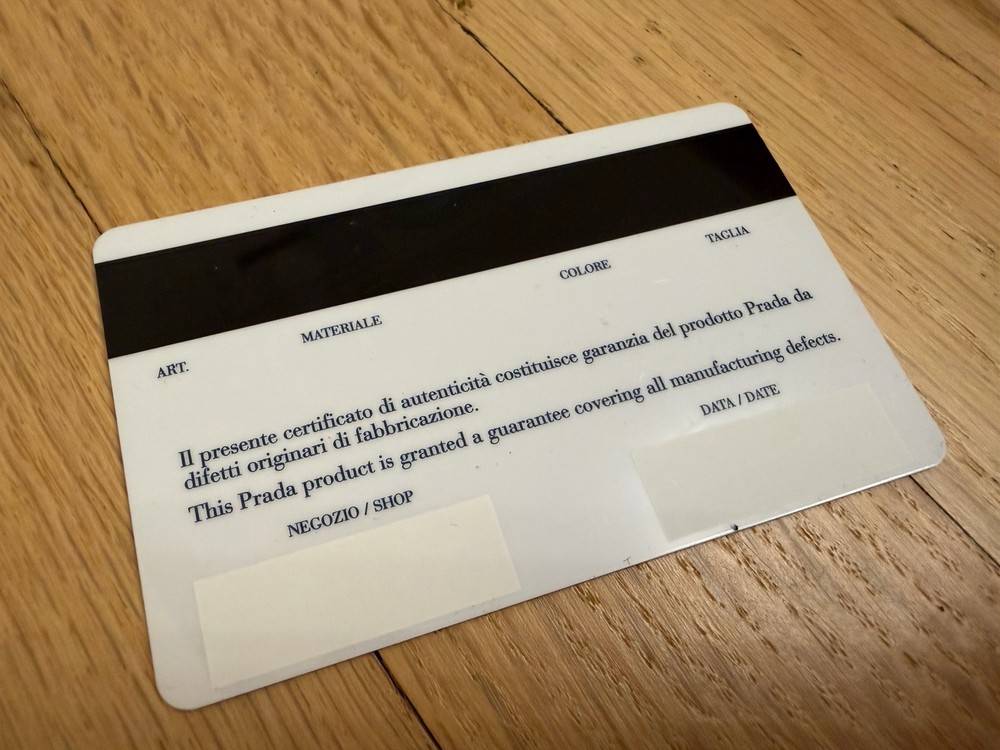 ART. MATERIALE COLORE TAGLIA
Il presente certificato di autenticità costituisce garanzia del prodotto Prada da
difetti originari di fabbricazione.
This Prada product is granted a guarantee covering all manufacturing defects.
NEGOZIO / SHOP DATA / DATE